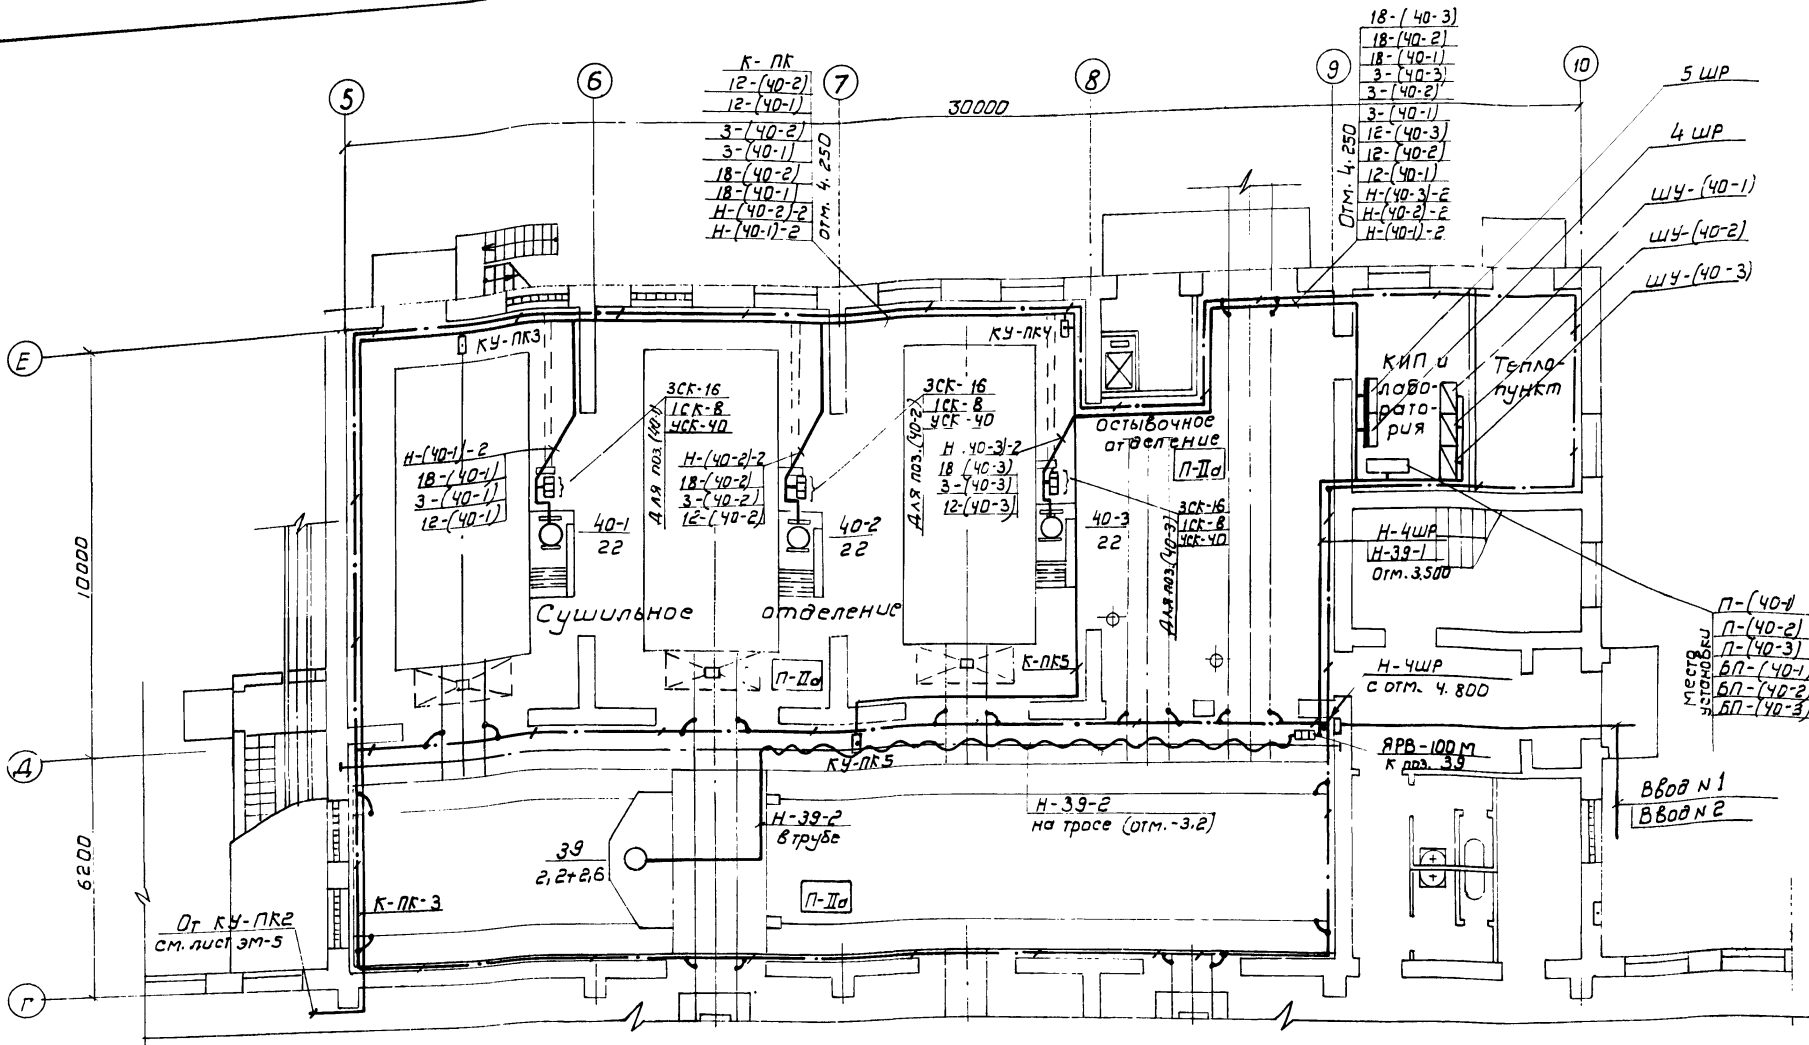 5
6
7
8
9
10
30000
К-ПК
12-(40-2)
12-(40-1)
3-(40-2)
3-(40-1)
18-(40-2)
18-(40-1)
Н-(40-2)-2
Н-(40-1)-2
отм. 4.250
18-(40-3)
18-(40-2)
18-(40-1)
3-(40-3)
3-(40-2)
3-(40-1)
12-(40-3)
12-(40-2)
12-(40-1)
Н-(40-3)-2
Н-(40-2)-2
Н-(40-1)-2
Отм. 4.250
5 ШР
4 ШР
ШУ-(40-1)
ШУ-(40-2)
ШУ-(40-3)
Е
Д
Г
10000
6200
КУ-ПК3
КУ-ПК4
3СК-16
1СК-8
УСК-40
Для поз.(40-1)
3СК-16
1СК-8
УСК-40
Для поз.(40-2)
3СК-16
1СК-8
УСК-40
Для поз.(40-3)
Н-(40-1)-2
18-(40-1)
3-(40-1)
12-(40-1)
Н-(40-2)-2
18-(40-2)
3-(40-2)
12-(40-2)
Н.40-3)-2
18.(40-3)
3-(40-3)
12-(40-3)
40-1
22
40-2
22
40-3
22
Сушильное отделение
Остывочное
отделение
П-IIа
КИП и
лабо-
рато-
рия
Тепло-
пункт
Н-4ШР
Н-39-1
Отм. 3,500
П-(40-1)
П-(40-2)
П-(40-3)
БП-(40-1)
БП-(40-2)
БП-(40-3)
Место
установки
К-ПК5
П-IIа
Н-4ШР
с отм. 4.800
КУ-ПК5
ЯРВ-100М
к поз. 39
Ввод N 1
Ввод N 2
Н-39-2
в трубе
Н-39-2
на тросе (отм.-3.2)
39
2,2+2,6
П-IIа
К-ПК-3
От КУ-ПК2
см. лист ЭМ-5